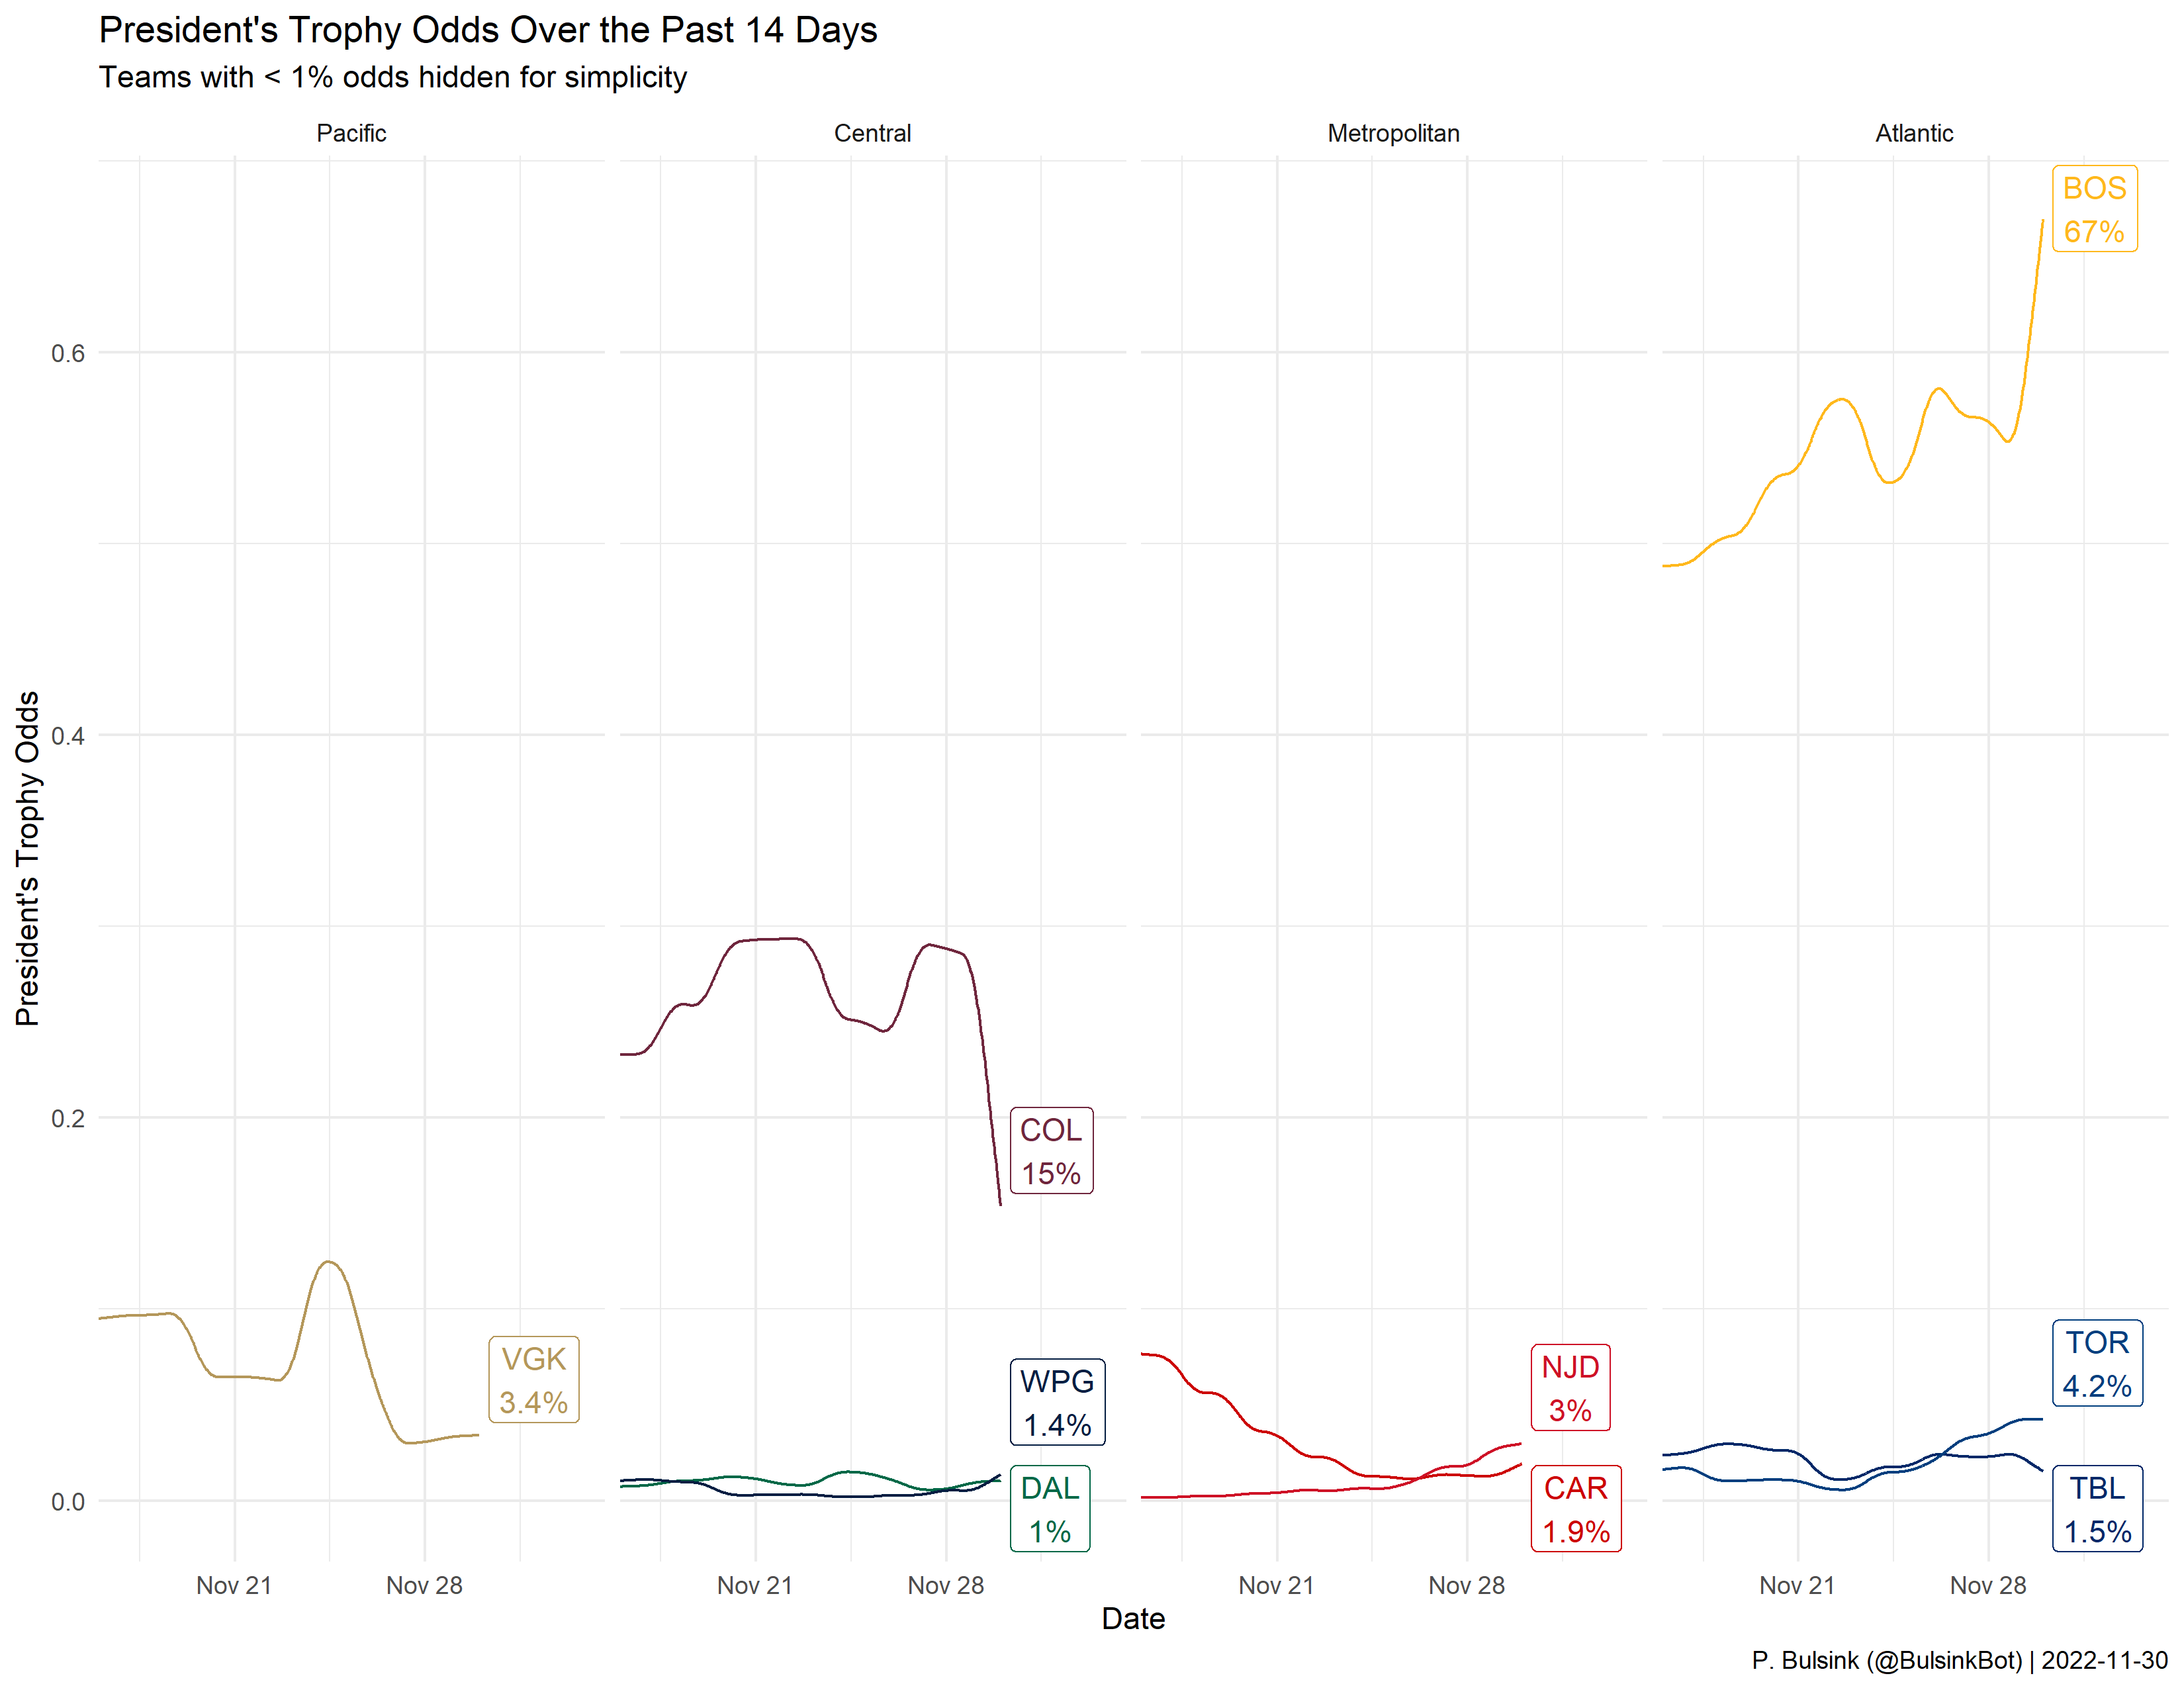 President's Trophy Odds Over the Past 14 Days
Teams with < 1% odds hidden for simplicity
Pacific
Central
Metropolitan
Atlantic
President's Trophy Odds
0.6
0.4
0.2
0.0
VGK
3.4%
COL
15%
WPG
1.4%
DAL
1%
NJD
3%
CAR
1.9%
BOS
67%
TOR
4.2%
TBL
1.5%
Nov 21
Nov 28
Nov 21
Nov 28
Nov 21
Nov 28
Nov 21
Nov 28
Date
P. Bulsink (@BulsinkBot) | 2022-11-30